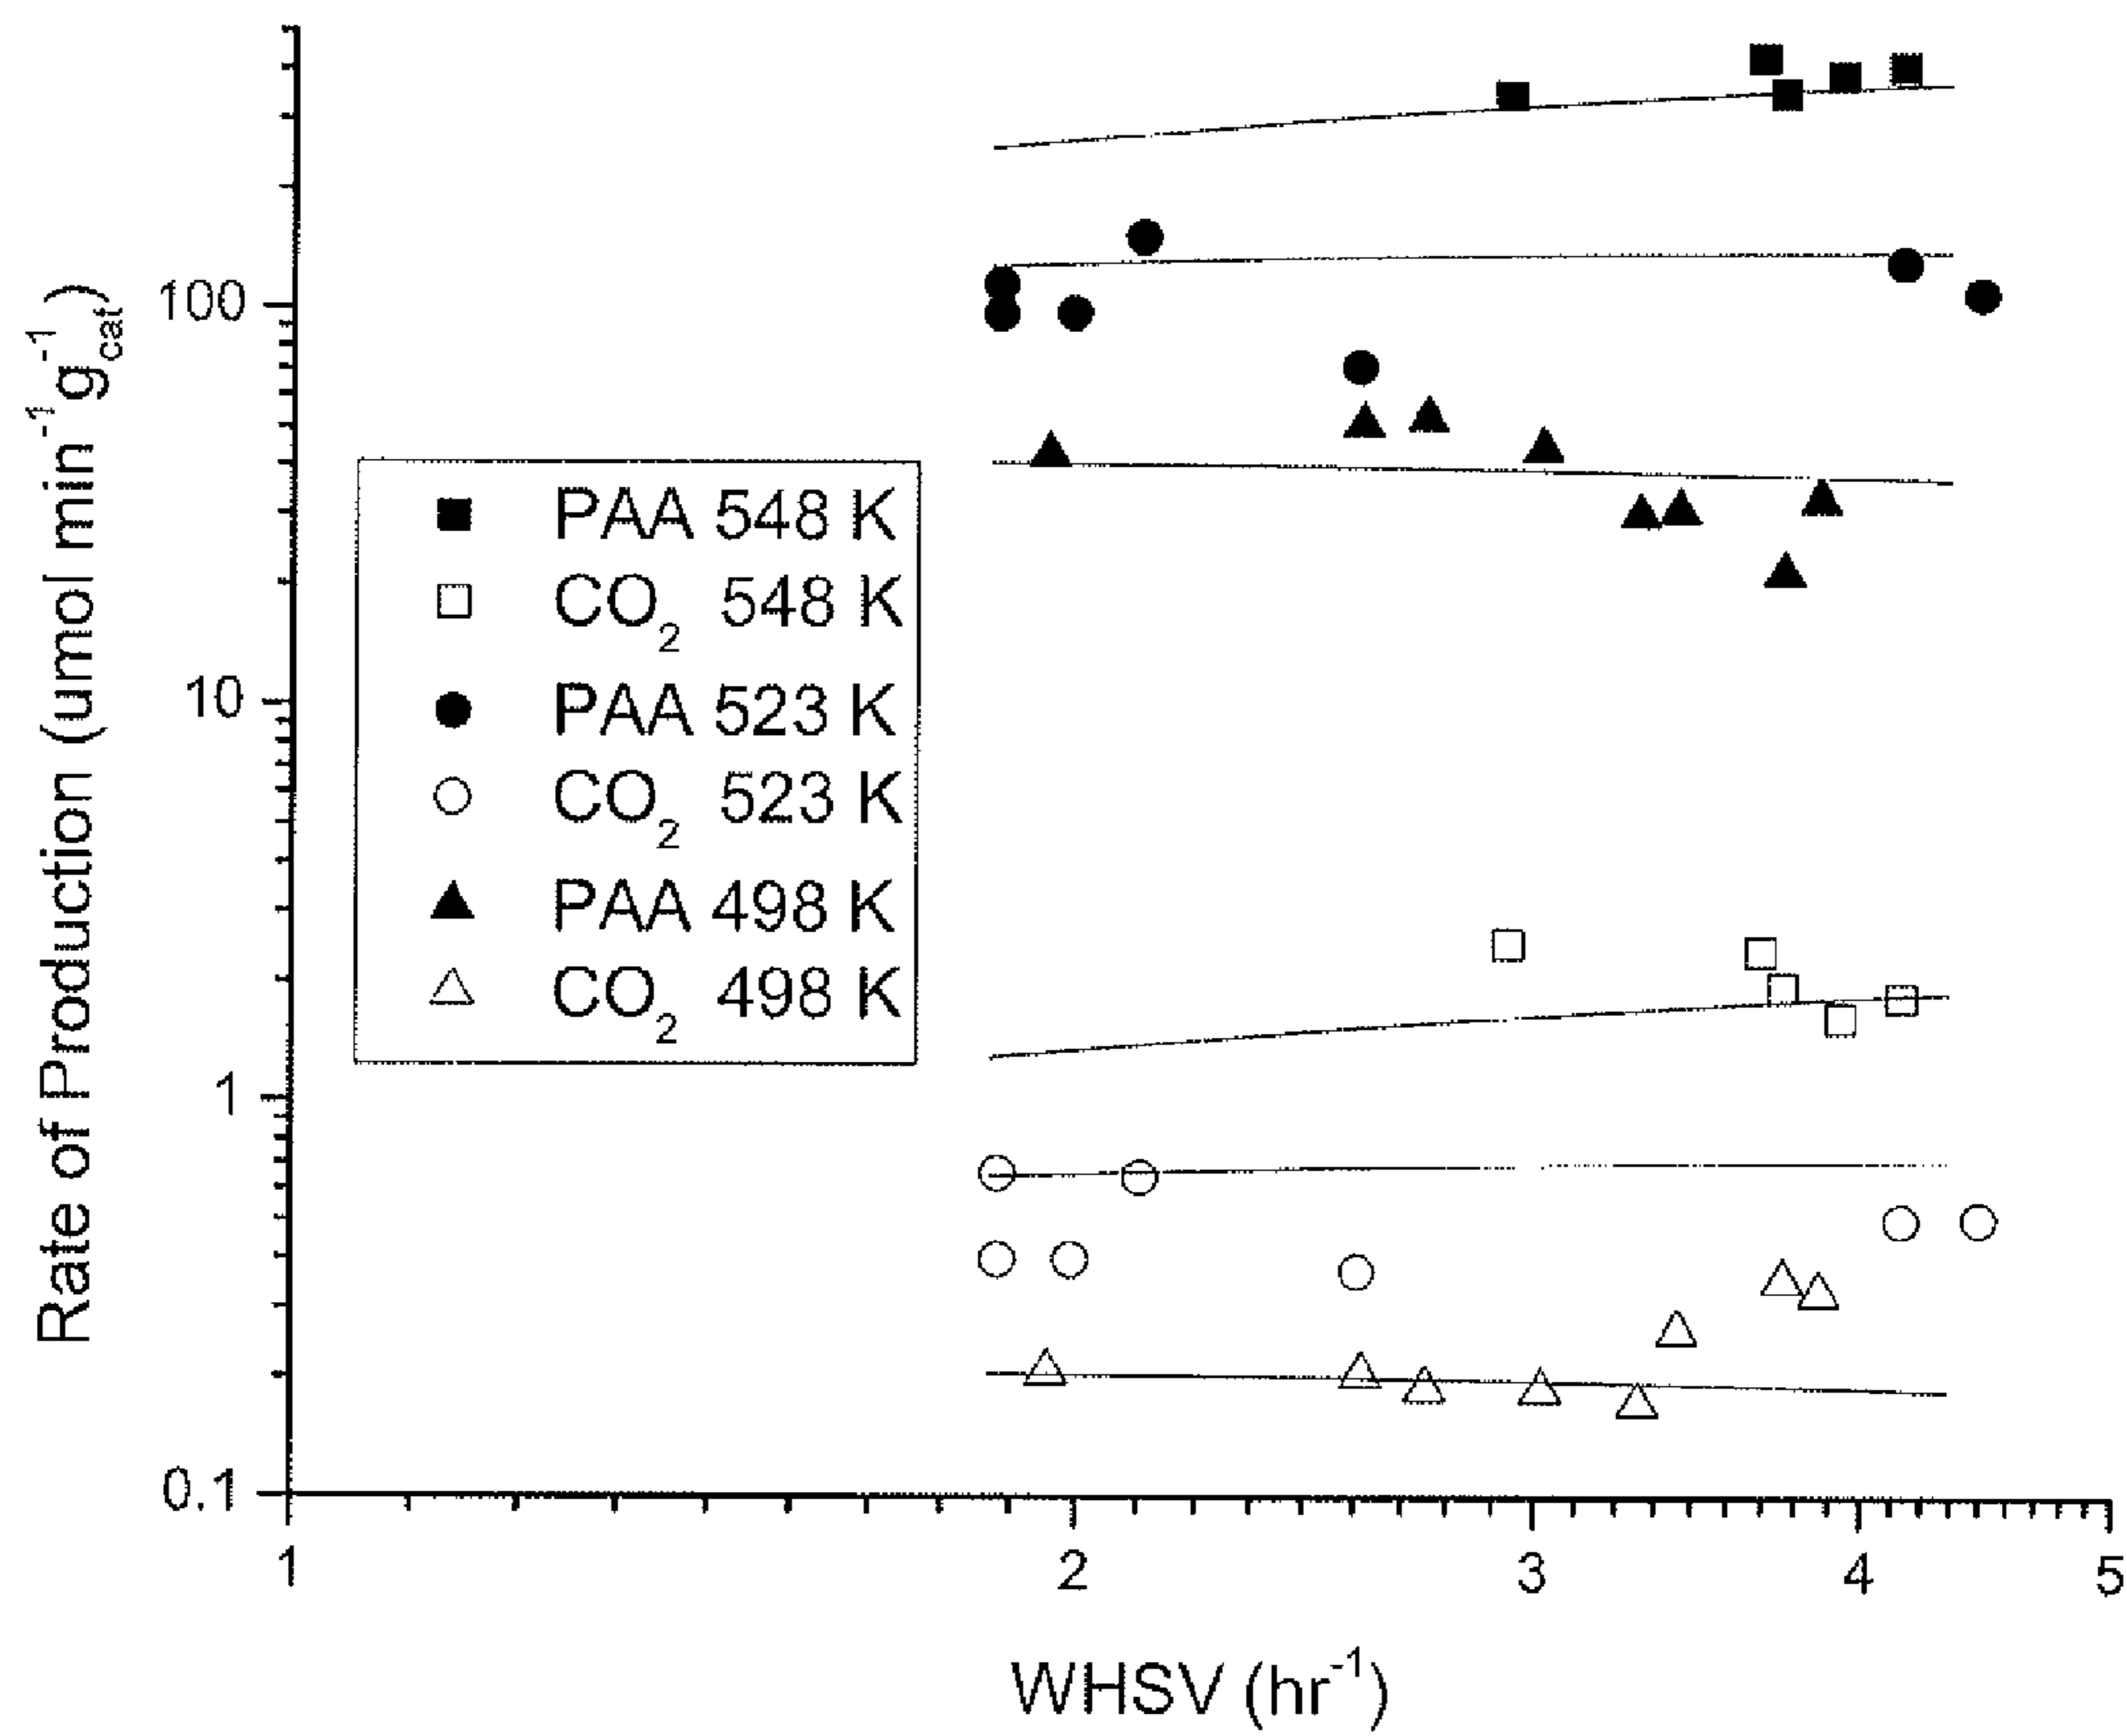 Rate of Production (umol min⁻¹ g_cat⁻¹)
100
10
1
0.1
PAA 548 K
CO₂ 548 K
PAA 523 K
CO₂ 523 K
PAA 498 K
CO₂ 498 K
1 2 3 4 5
WHSV (hr⁻¹)